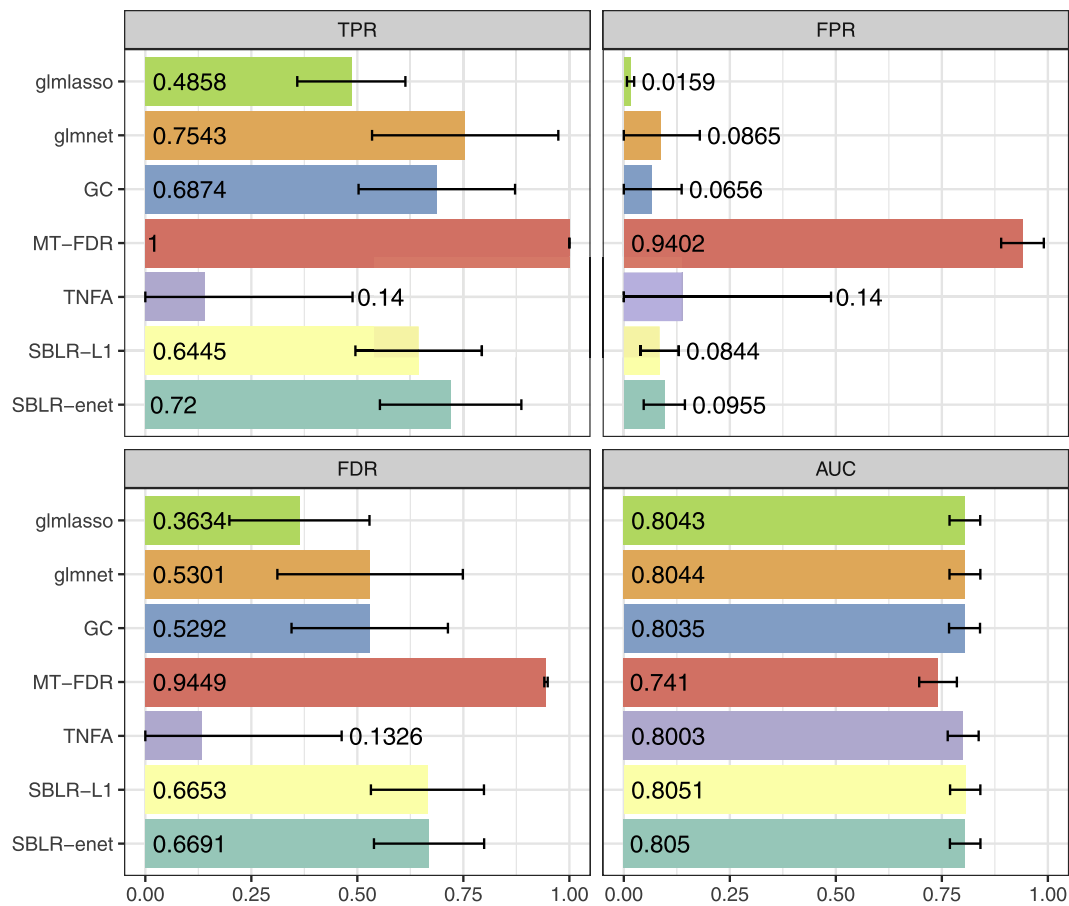 TPR FPR
glmlasso 0.4858 0.0159
glmnet 0.7543 0.0865
GC 0.6874 0.0656
MT−FDR 1 0.9402
TNFA 0.14 0.14
SBLR−L1 0.6445 0.0844
SBLR−enet 0.72 0.0955
FDR AUC
glmlasso 0.3634 0.8043
glmnet 0.5301 0.8044
GC 0.5292 0.8035
MT−FDR 0.9449 0.741
TNFA 0.1326 0.8003
SBLR−L1 0.6653 0.8051
SBLR−enet 0.6691 0.805
0.00 0.25 0.50 0.75 1.00 0.00 0.25 0.50 0.75 1.00